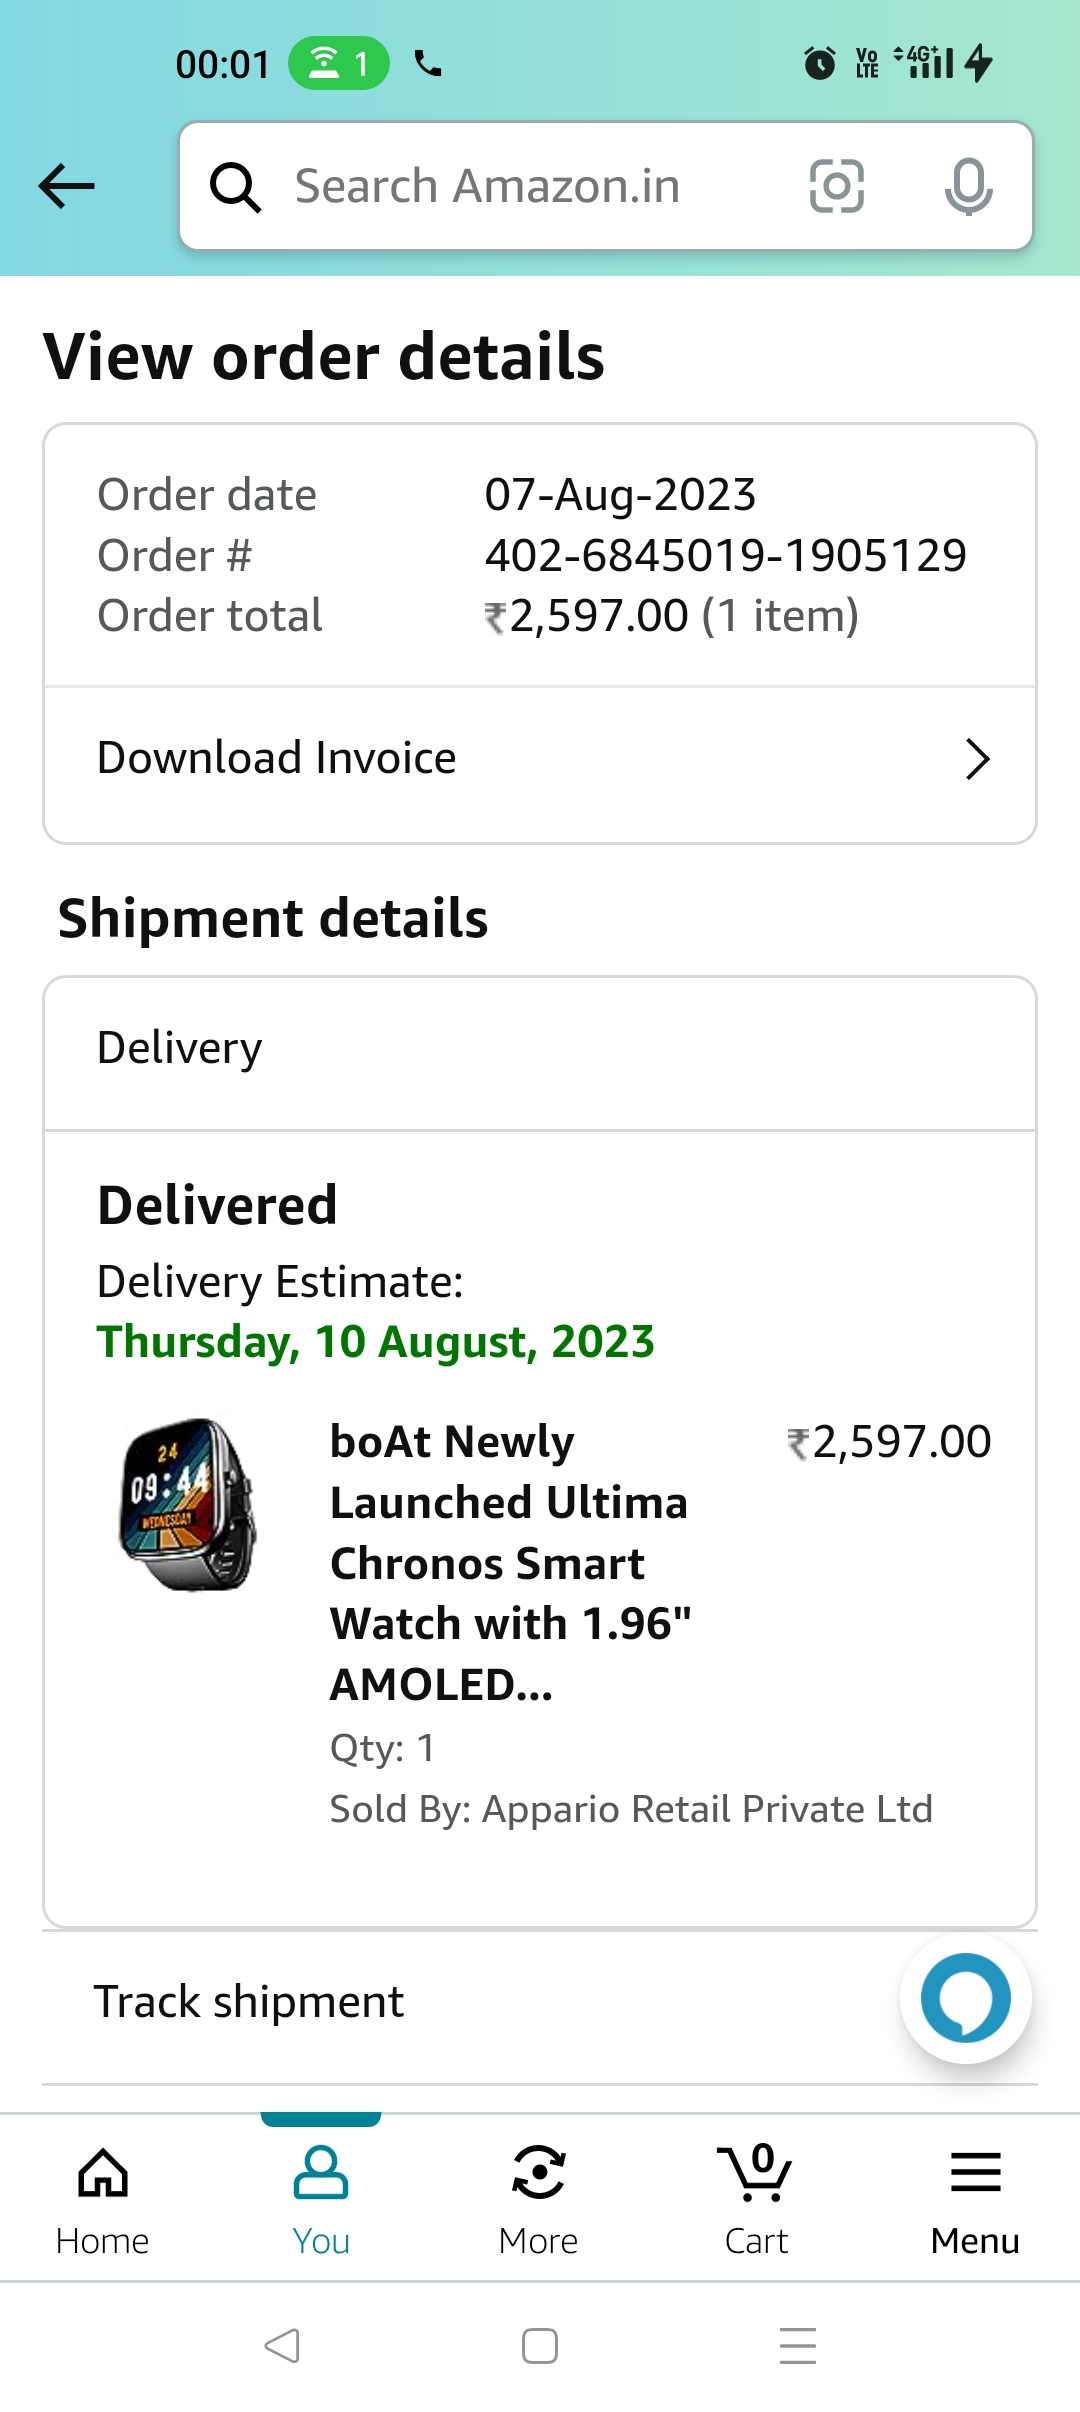 00:01
1
Vo LTE
4G+
Search Amazon.in
View order details
Order date 07-Aug-2023
Order # 402-6845019-1905129
Order total ₹2,597.00 (1 item)
Download Invoice
Shipment details
Delivery
Delivered
Delivery Estimate:
Thursday, 10 August, 2023
24
09:44
WEDNESDAY
boAt Newly ₹2,597.00
Launched Ultima
Chronos Smart
Watch with 1.96"
AMOLED...
Qty: 1
Sold By: Appario Retail Private Ltd
Track shipment
0
Home You More Cart Menu